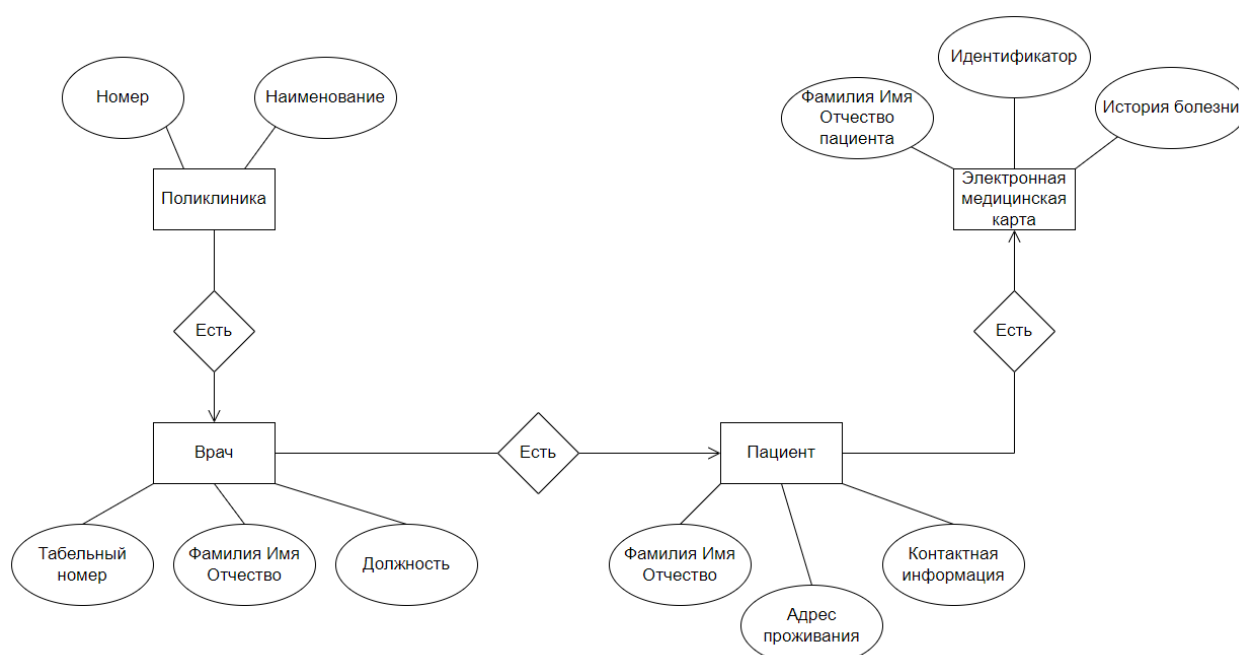 Идентификатор
Номер
Наименование
Фамилия Имя
Отчество
пациента
История болезни
Поликлиника
Электронная
медицинская
карта
Есть
Есть
Врач
Есть
Пациент
Табельный
номер
Фамилия Имя
Отчество
Должность
Фамилия Имя
Отчество
Контактная
информация
Адрес
проживания